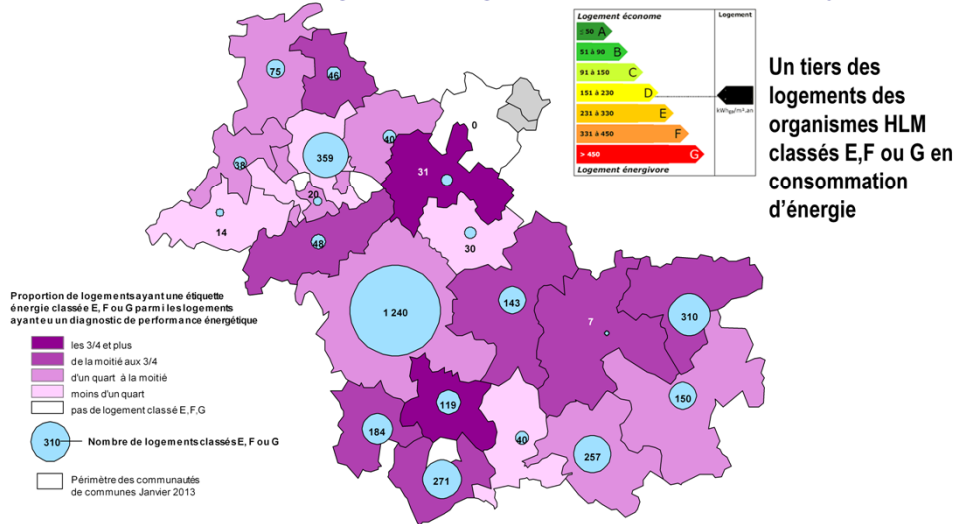 Logement économe
Logement
≤ 50 A
51 à 90 B
91 à 150 C
151 à 230 D
231 à 330 E
331 à 450 F
> 450 G
Logement énergivore
Un tiers des
logements des
organismes HLM
classés E,F ou G en
consommation
d'énergie
75
46
0
40
359
38
31
20
14
30
48
1 240
143
7
310
150
119
184
40
257
271
Proportion de logements ayant une étiquette
énergie classée E, F ou G parmi les logements
ayant eu un diagnostic de performance énergétique
les 3/4 et plus
de la moitié aux 3/4
d'un quart à la moitié
moins d'un quart
pas de logement classé E,F,G
310 Nombre de logements classés E, F ou G
Périmètre des communautés
de communes Janvier 2013